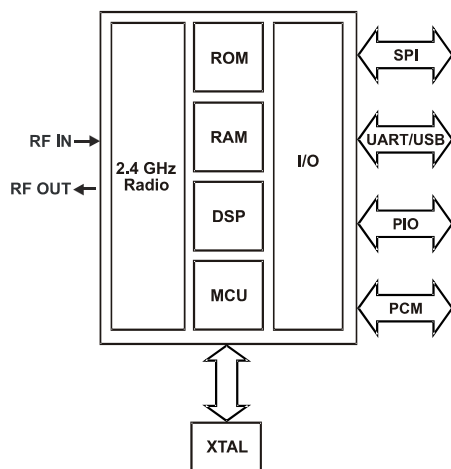 ROM
SPI
RAM
UART/USB
RF IN
2.4 GHz
Radio
I/O
RF OUT
DSP
PIO
MCU
PCM
XTAL